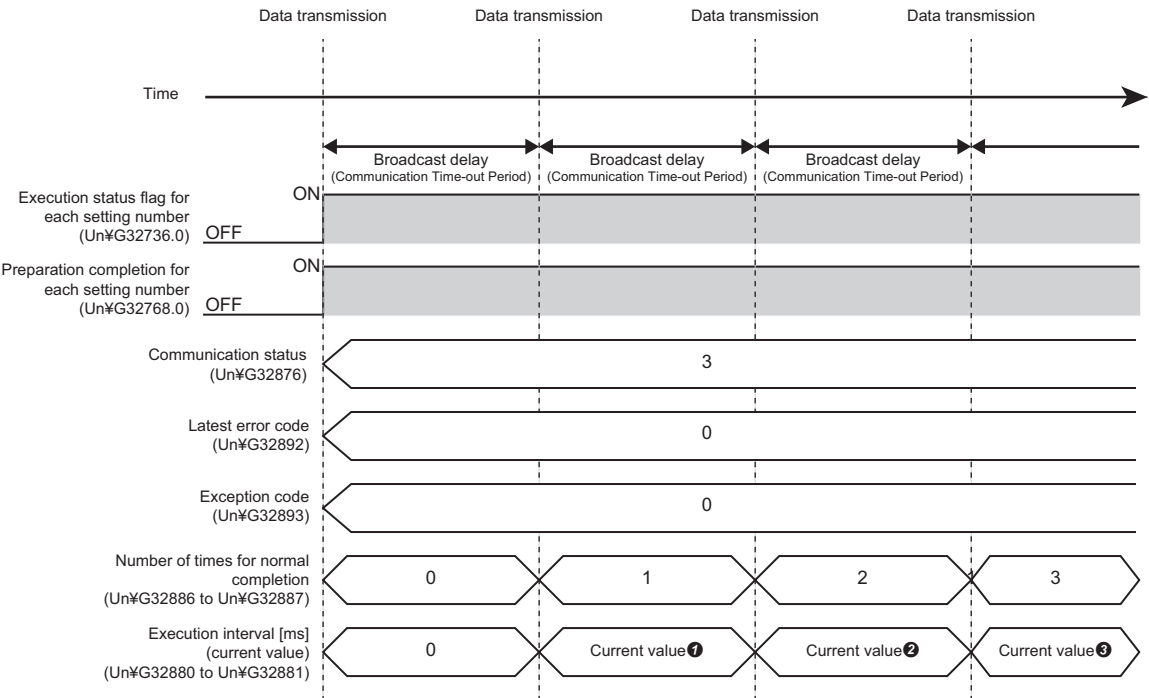 Data transmission Data transmission Data transmission Data transmission
Time
Broadcast delay Broadcast delay Broadcast delay
(Communication Time-out Period) (Communication Time-out Period) (Communication Time-out Period)
Execution status flag for
each setting number
(Un¥G32736.0)
ON
OFF
Preparation completion for
each setting number
(Un¥G32768.0)
ON
OFF
Communication status
(Un¥G32876)
3
Latest error code
(Un¥G32892)
0
Exception code
(Un¥G32893)
0
Number of times for normal
completion
(Un¥G32886 to Un¥G32887)
0 1 2 3
Execution interval [ms]
(current value)
(Un¥G32880 to Un¥G32881)
0 Current value❶ Current value❷ Current value❸